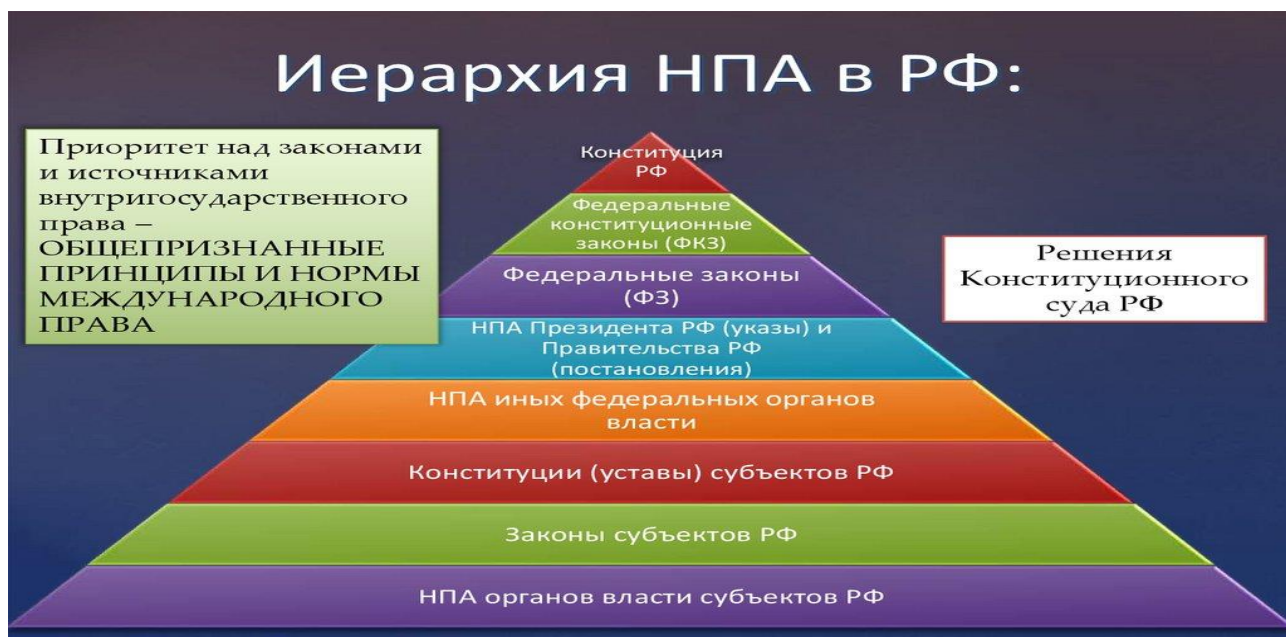 Иерархия НПА в РФ:
Приоритет над законами
и источниками
внутригосударственного
права –
ОБЩЕПРИЗНАННЫЕ
ПРИНЦИПЫ И НОРМЫ
МЕЖДУНАРОДНОГО
ПРАВА
Конституция
РФ
Федеральные
конституционные
законы (ФКЗ)
Федеральные законы
(ФЗ)
НПА Президента РФ (указы) и
Правительства РФ
(постановления)
НПА иных федеральных органов
власти
Конституции (уставы) субъектов РФ
Законы субъектов РФ
НПА органов власти субъектов РФ
Решения
Конституционного
суда РФ